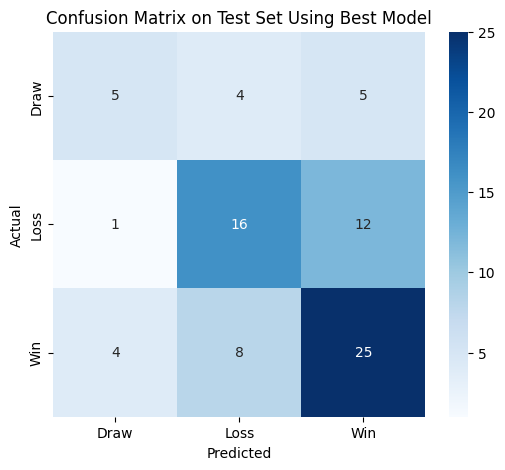 Confusion Matrix on Test Set Using Best Model
Actual
Draw
5
4
5
Loss
1
16
12
Win
4
8
25
Draw
Loss
Win
Predicted
25
20
15
10
5